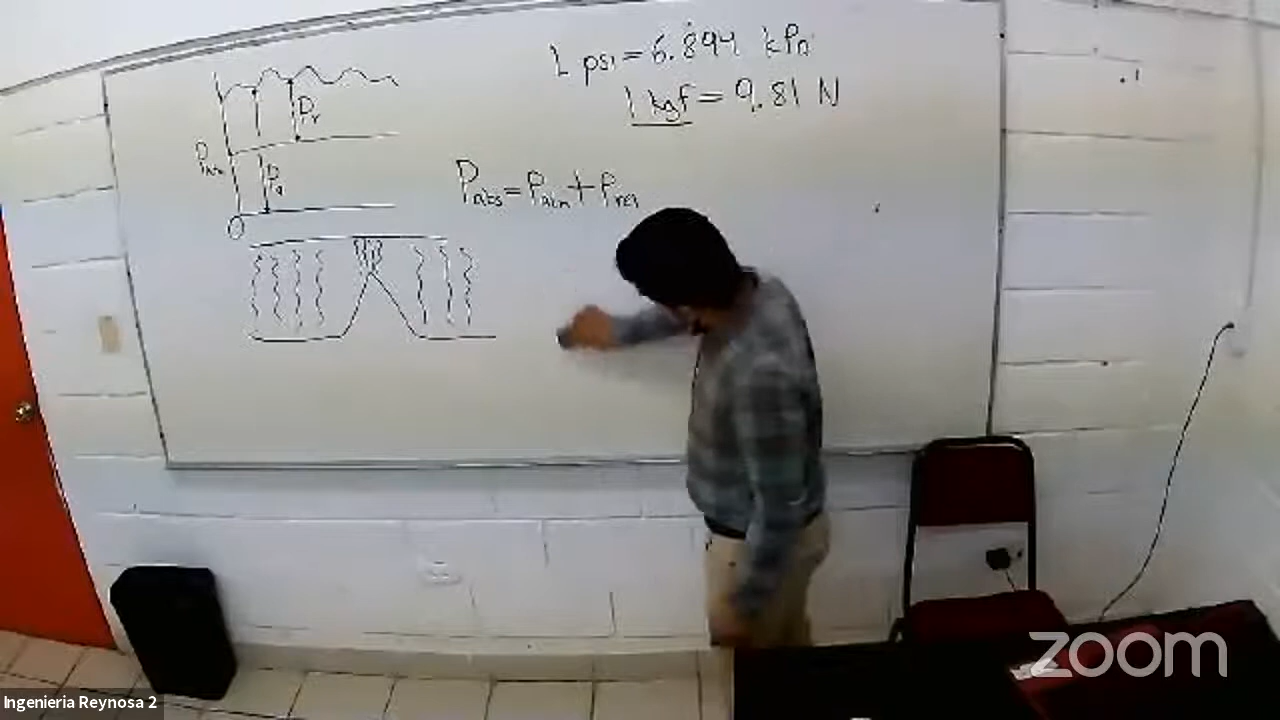 1 psi = 6.894 kPa
1 kgf = 9.81 N
Pr
Patm
Pa
0
Pabs = Patm + Prel
zoom
Ingenieria Reynosa 2